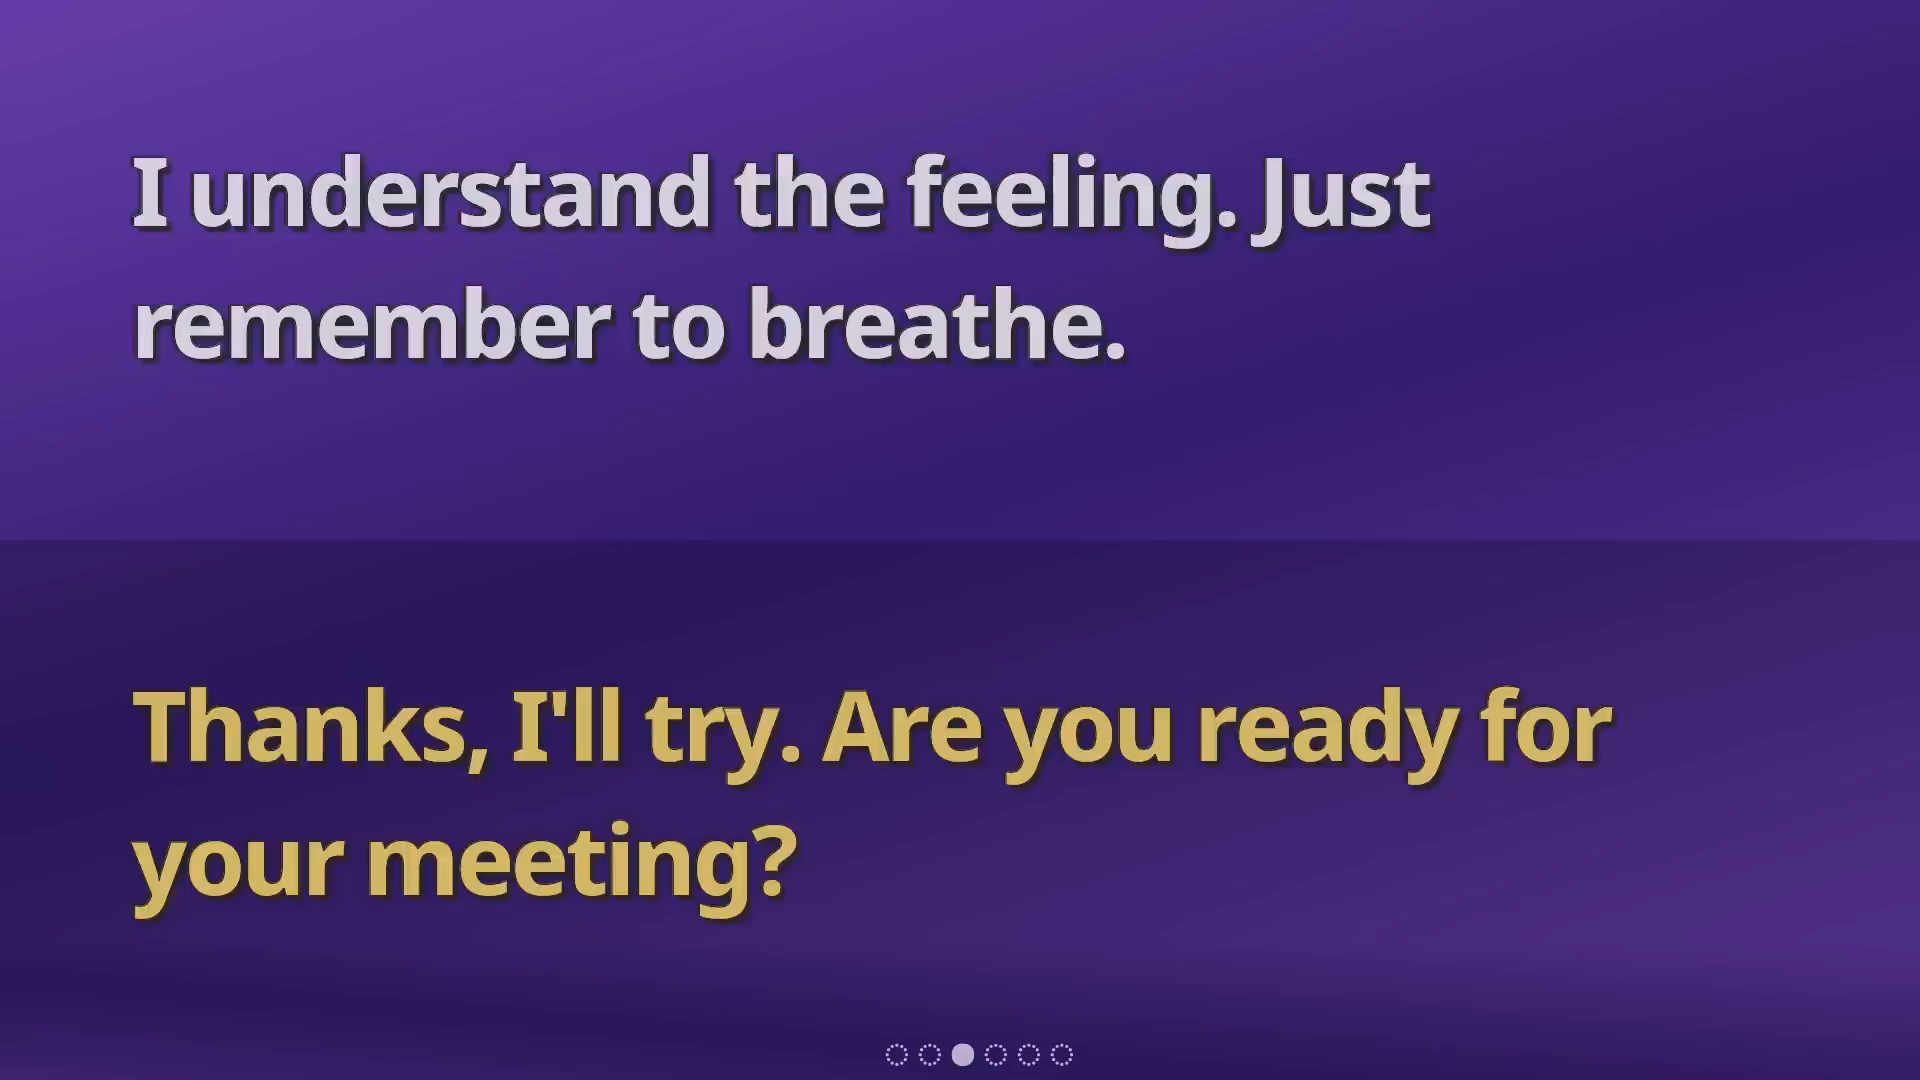 I understand the feeling. Just
remember to breathe.
Thanks, I'll try. Are you ready for
your meeting?